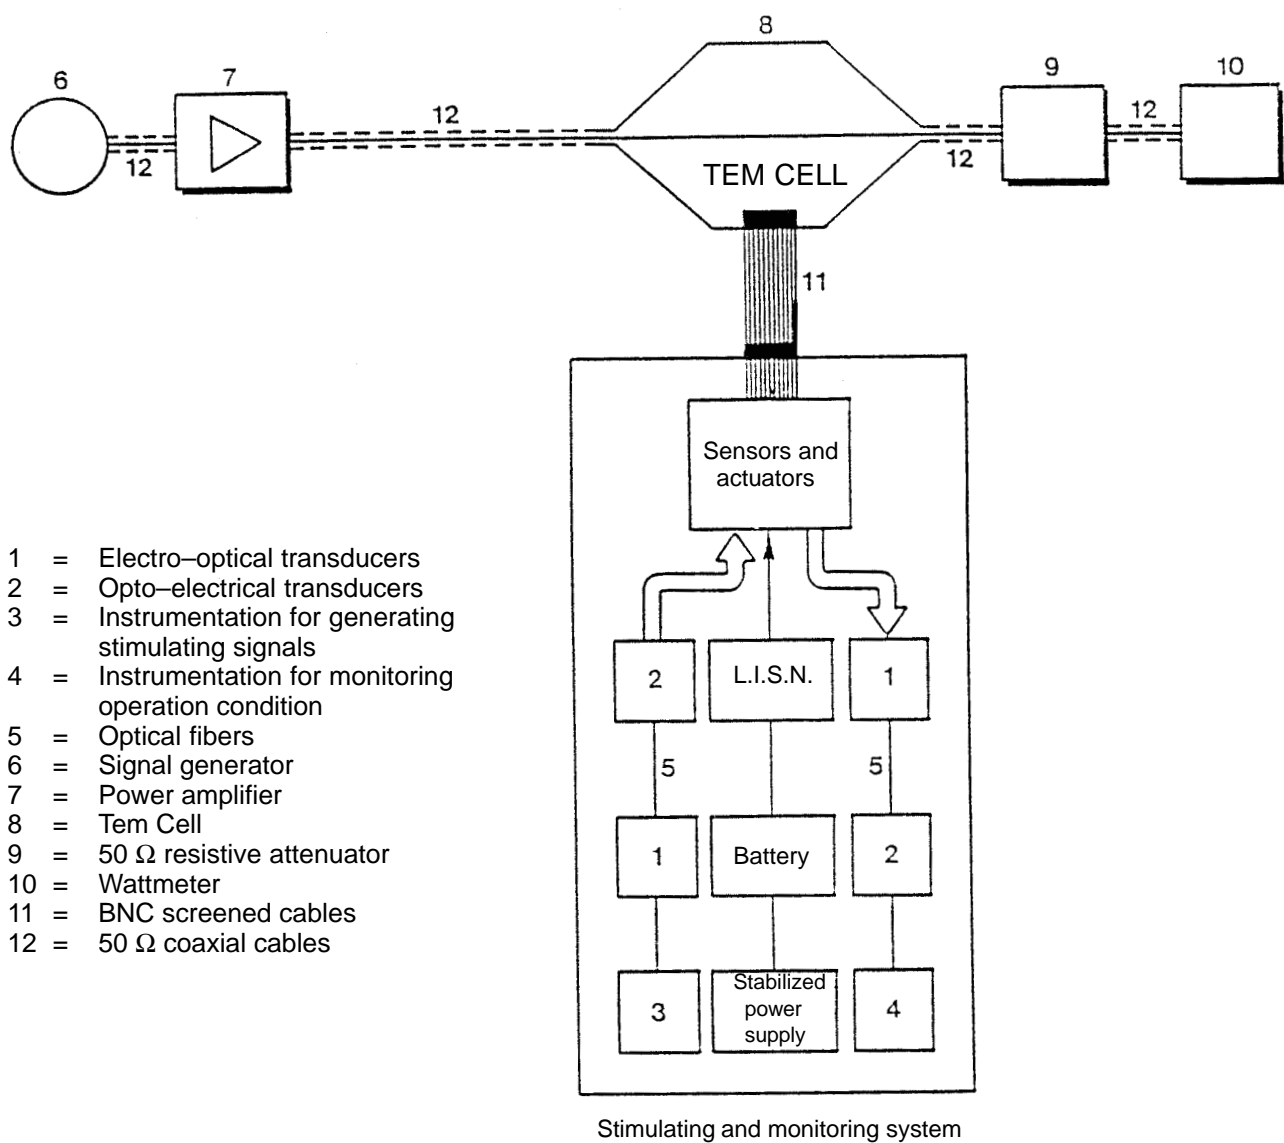 8
6
7
9
10
12
12
12
12
TEM CELL
11
Sensors and
actuators
1 = Electro–optical transducers
2 = Opto–electrical transducers
3 = Instrumentation for generating
stimulating signals
4 = Instrumentation for monitoring
operation condition
5 = Optical fibers
6 = Signal generator
7 = Power amplifier
8 = Tem Cell
9 = 50 Ω resistive attenuator
10 = Wattmeter
11 = BNC screened cables
12 = 50 Ω coaxial cables
2
L.I.S.N.
1
5
5
1
Battery
2
3
Stabilized
power
supply
4
Stimulating and monitoring system